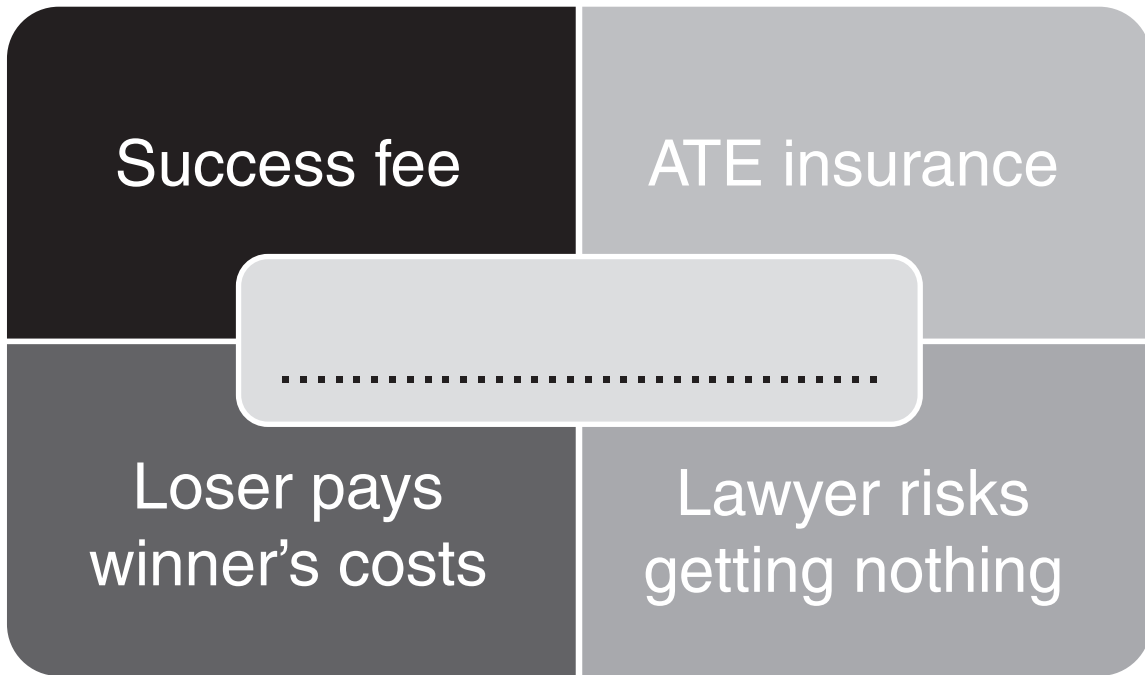 Success fee
ATE insurance
Loser pays
winner’s costs
Lawyer risks
getting nothing